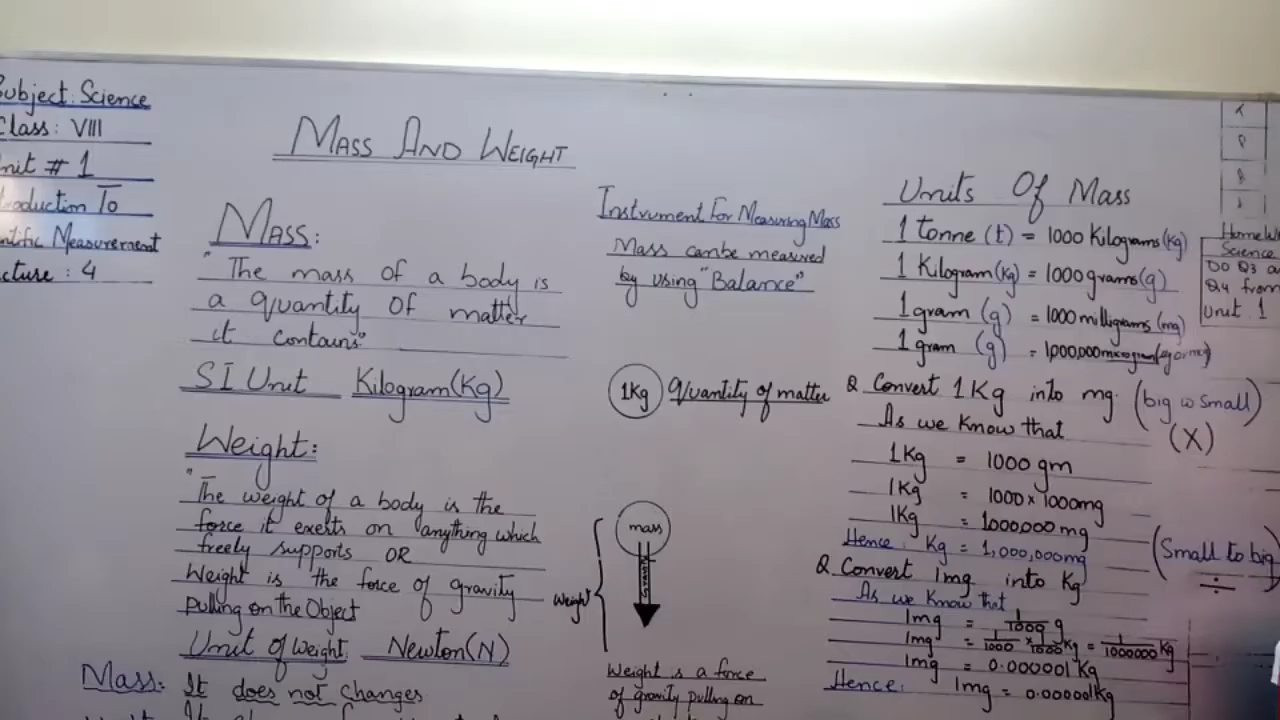 Subject: Science
Class: VIII
Unit # 1
To
Measurement
: 4
MASS AND WEIGHT
MASS:
"The mass of a body is
a quantity of matter
it contains"
SI Unit Kilogram(Kg)
Weight:
"The weight of a body is the
force it exerts on anything which
freely supports OR
Weight is the force of gravity
pulling on the Object
Unit of Weight Newton(N)
Mass: It does not changes
Instrument For Measuring Mass
Mass canbe measured
by using "Balance"
1Kg Quantity of matter
mass
Gravity
Weight
Weight is a force
of gravity pulling on
Units Of Mass
1 tonne (t) = 1000 Kilograms(Kg)
1 Kilogram(Kg) = 1000 grams(g)
1 gram (g) = 1000 milligrams(mg)
1 gram (g) = 1,000,000 microgram
Q Convert 1Kg into mg. (big to small)
(X)
As we know that
1Kg = 1000 gm
1Kg = 1000 x 1000mg
1Kg = 1000000 mg
Hence: Kg = 1,000,000mg
Q Convert 1mg into Kg
(Small to big
÷
As we know that
1mg = 1/1000 g
1mg = 1/1000 x 1/1000 Kg = 1/1000000 Kg
1mg = 0.000001 Kg
Hence: 1mg = 0.000001Kg
Science
Do Q3
Q4 from
Unit 1